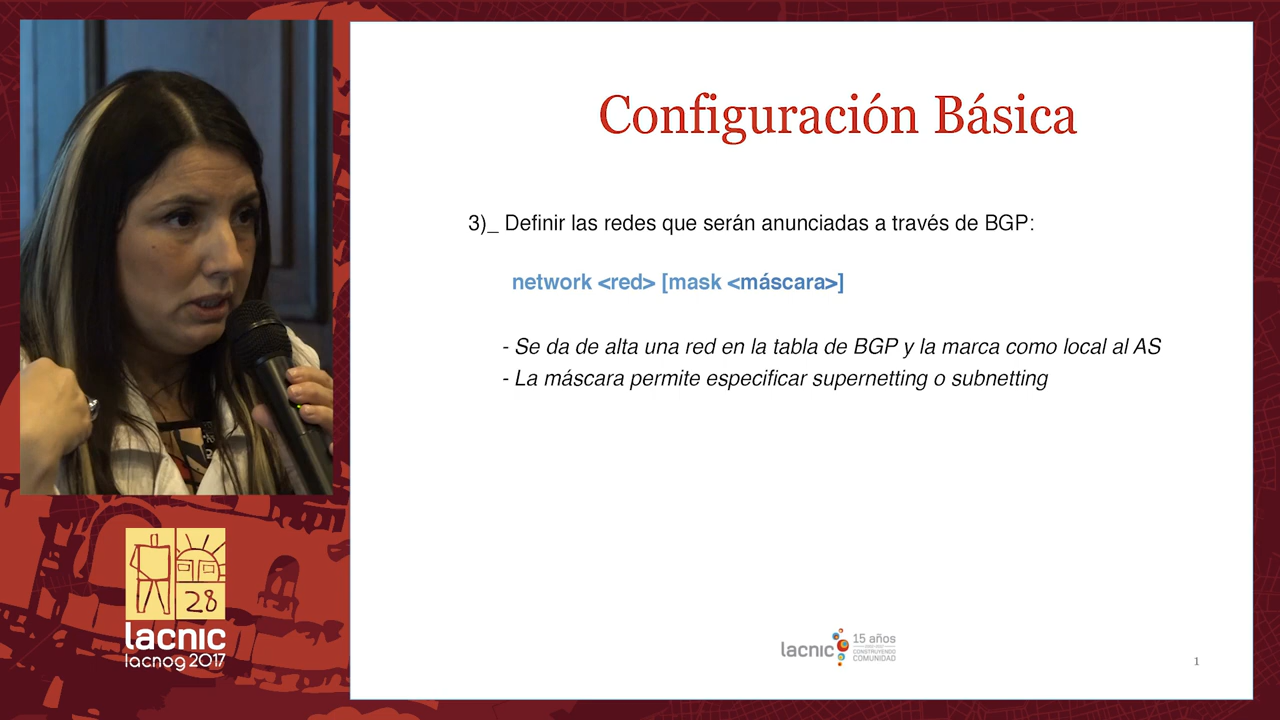 Configuración Básica
3)_ Definir las redes que serán anunciadas a través de BGP:
network <red> [mask <máscara>]
- Se da de alta una red en la tabla de BGP y la marca como local al AS
- La máscara permite especificar supernetting o subnetting
28
lacnic
lacnog 2017
lacnic
15 años
CONSTRUYENDO
COMUNIDAD
1